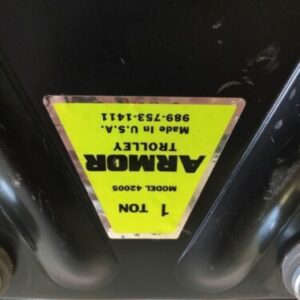 1 TON
MODEL 42005
ARMOR
TROLLEY
Made In U.S.A.
989-753-1411